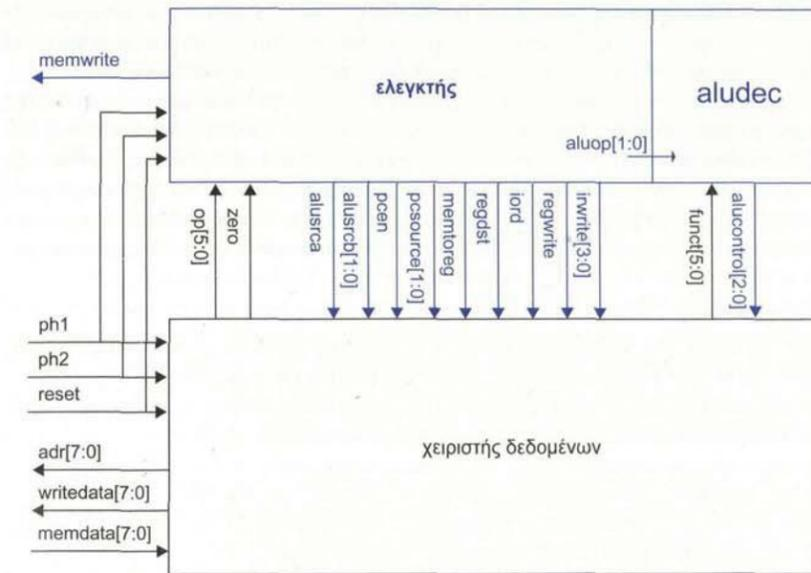 memwrite
ελεγκτής
aludec
aluop[1:0]
op[5:0]
zero
alusrca
alusrcb[1:0]
pcen
pcsource[1:0]
memtoreg
regdst
iord
regwrite
irwrite[3:0]
funct[5:0]
alucontrol[2:0]
ph1
ph2
reset
adr[7:0]
writedata[7:0]
memdata[7:0]
χειριστής δεδομένων